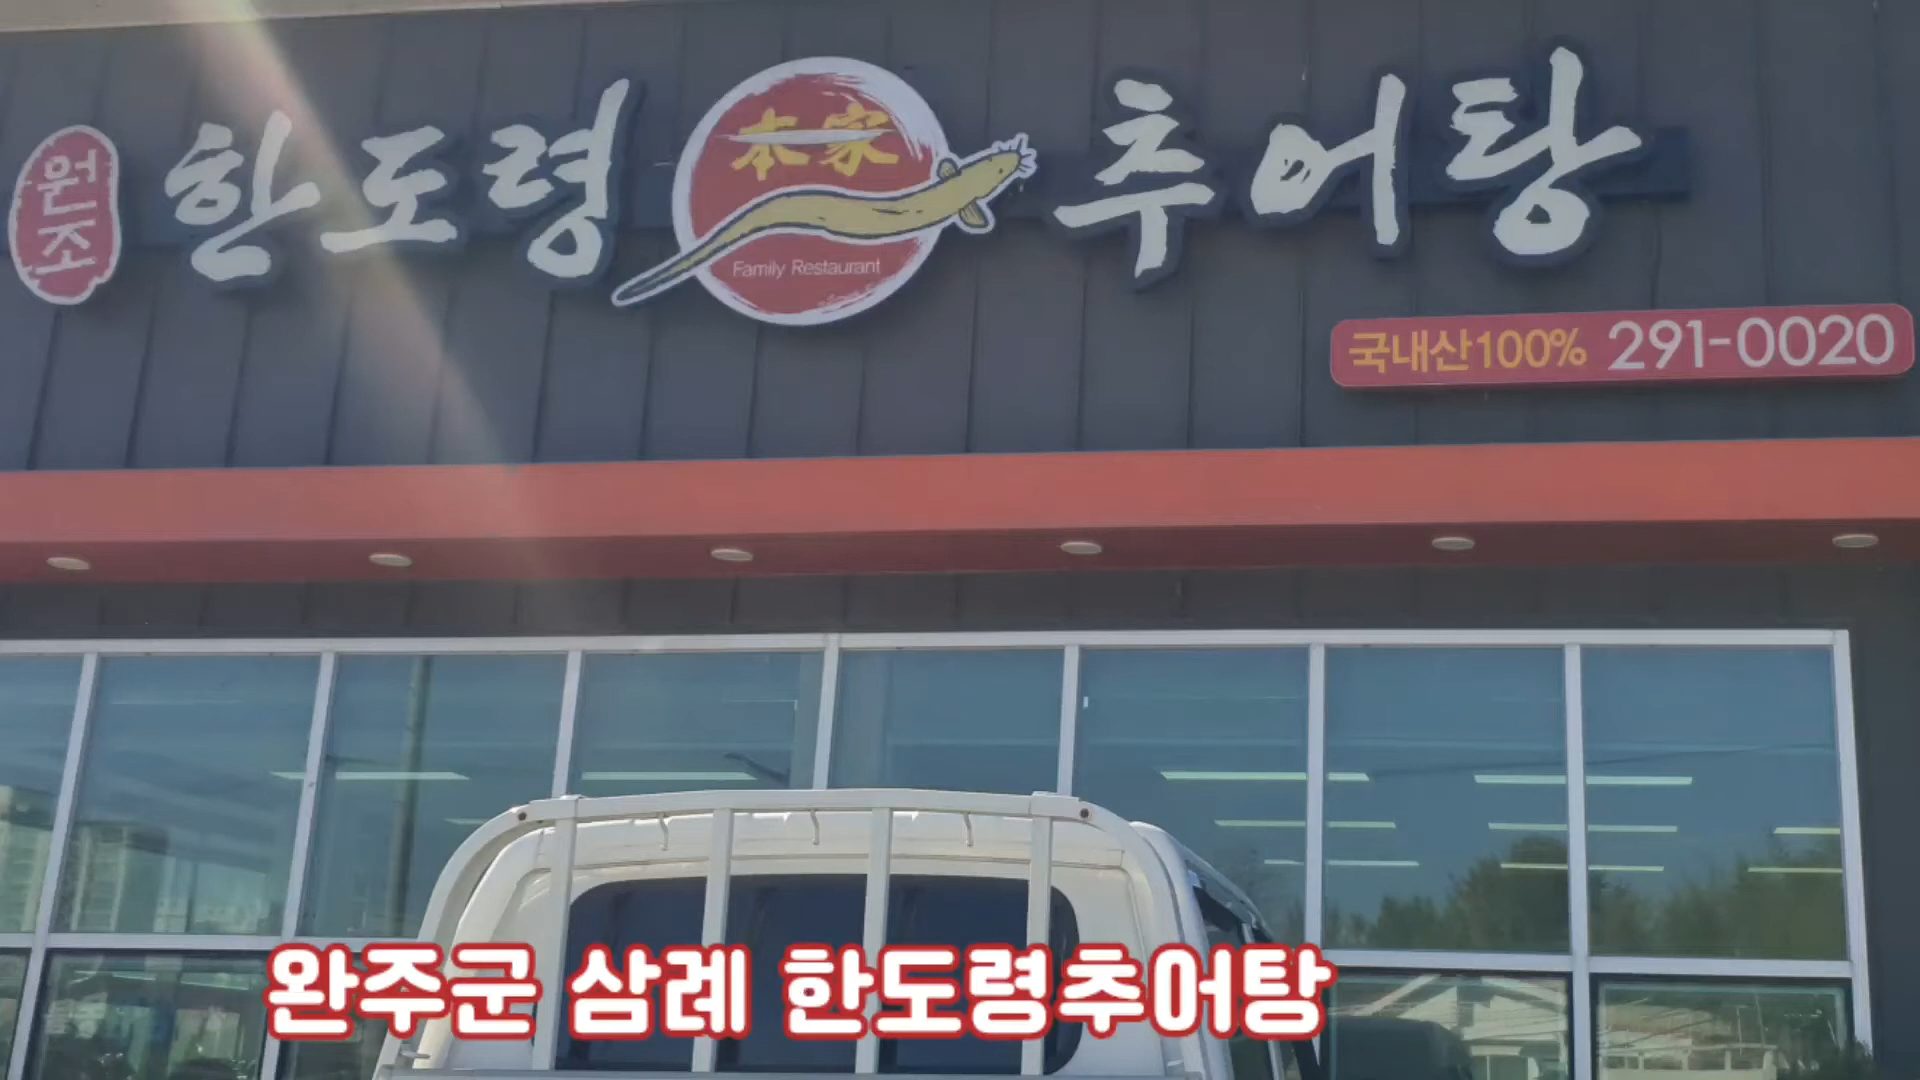 원조
한도령
本家
Family Restaurant
추어탕
국내산100% 291-0020
완주군 삼례 한도령추어탕